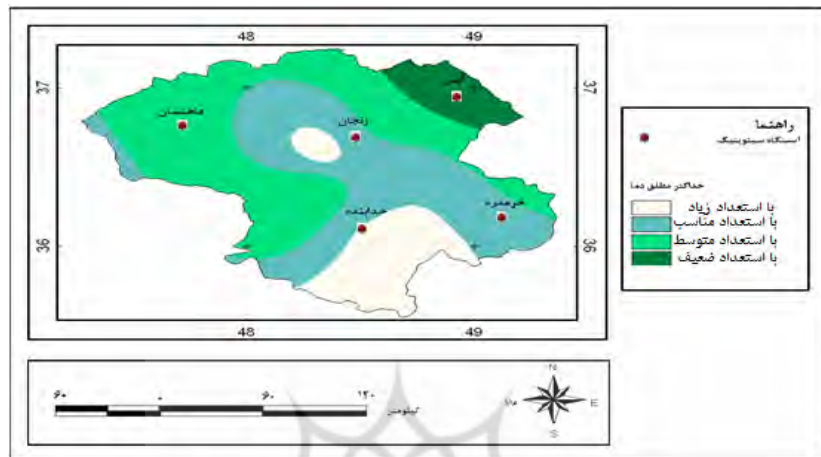 48 49
37 37
ماهنشان
زنجان
خدابنده
خرمدره
36 36
48 49
راهنما
ایستگاه سینوپتیک
حداکثر مطلق دما
با استعداد زیاد
با استعداد مناسب
با استعداد متوسط
با استعداد ضعیف
۶۰ ۰ ۶۰ ۱۲۰
کیلومتر
N
E
S